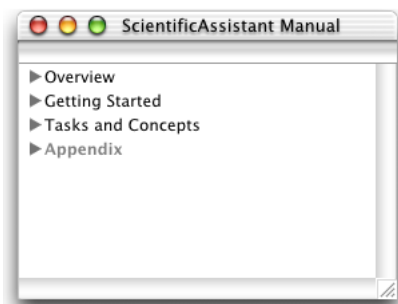 ScientificAssistant Manual
Overview
Getting Started
Tasks and Concepts
Appendix